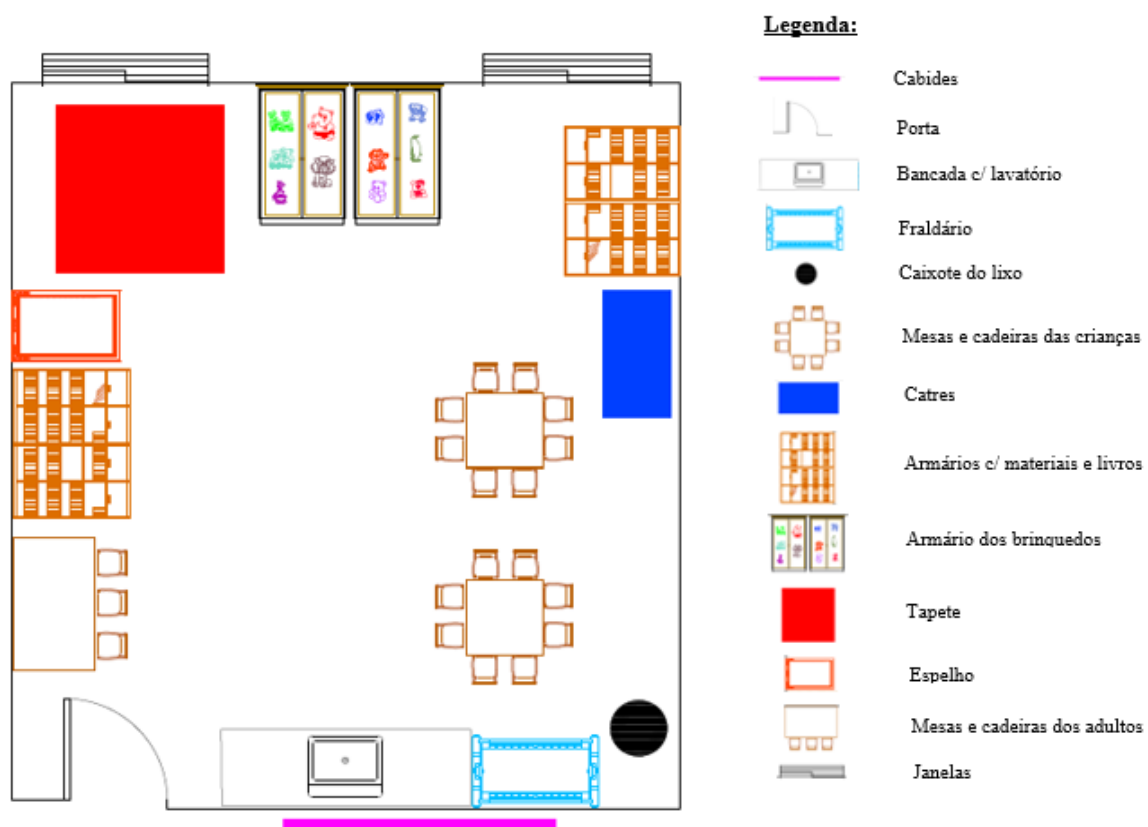 Legenda:
Cabides
Porta
Bancada c/ lavatório
Fraldário
Caixote do lixo
Mesas e cadeiras das crianças
Catres
Armários c/ materiais e livros
Armário dos brinquedos
Tapete
Espelho
Mesas e cadeiras dos adultos
Janelas